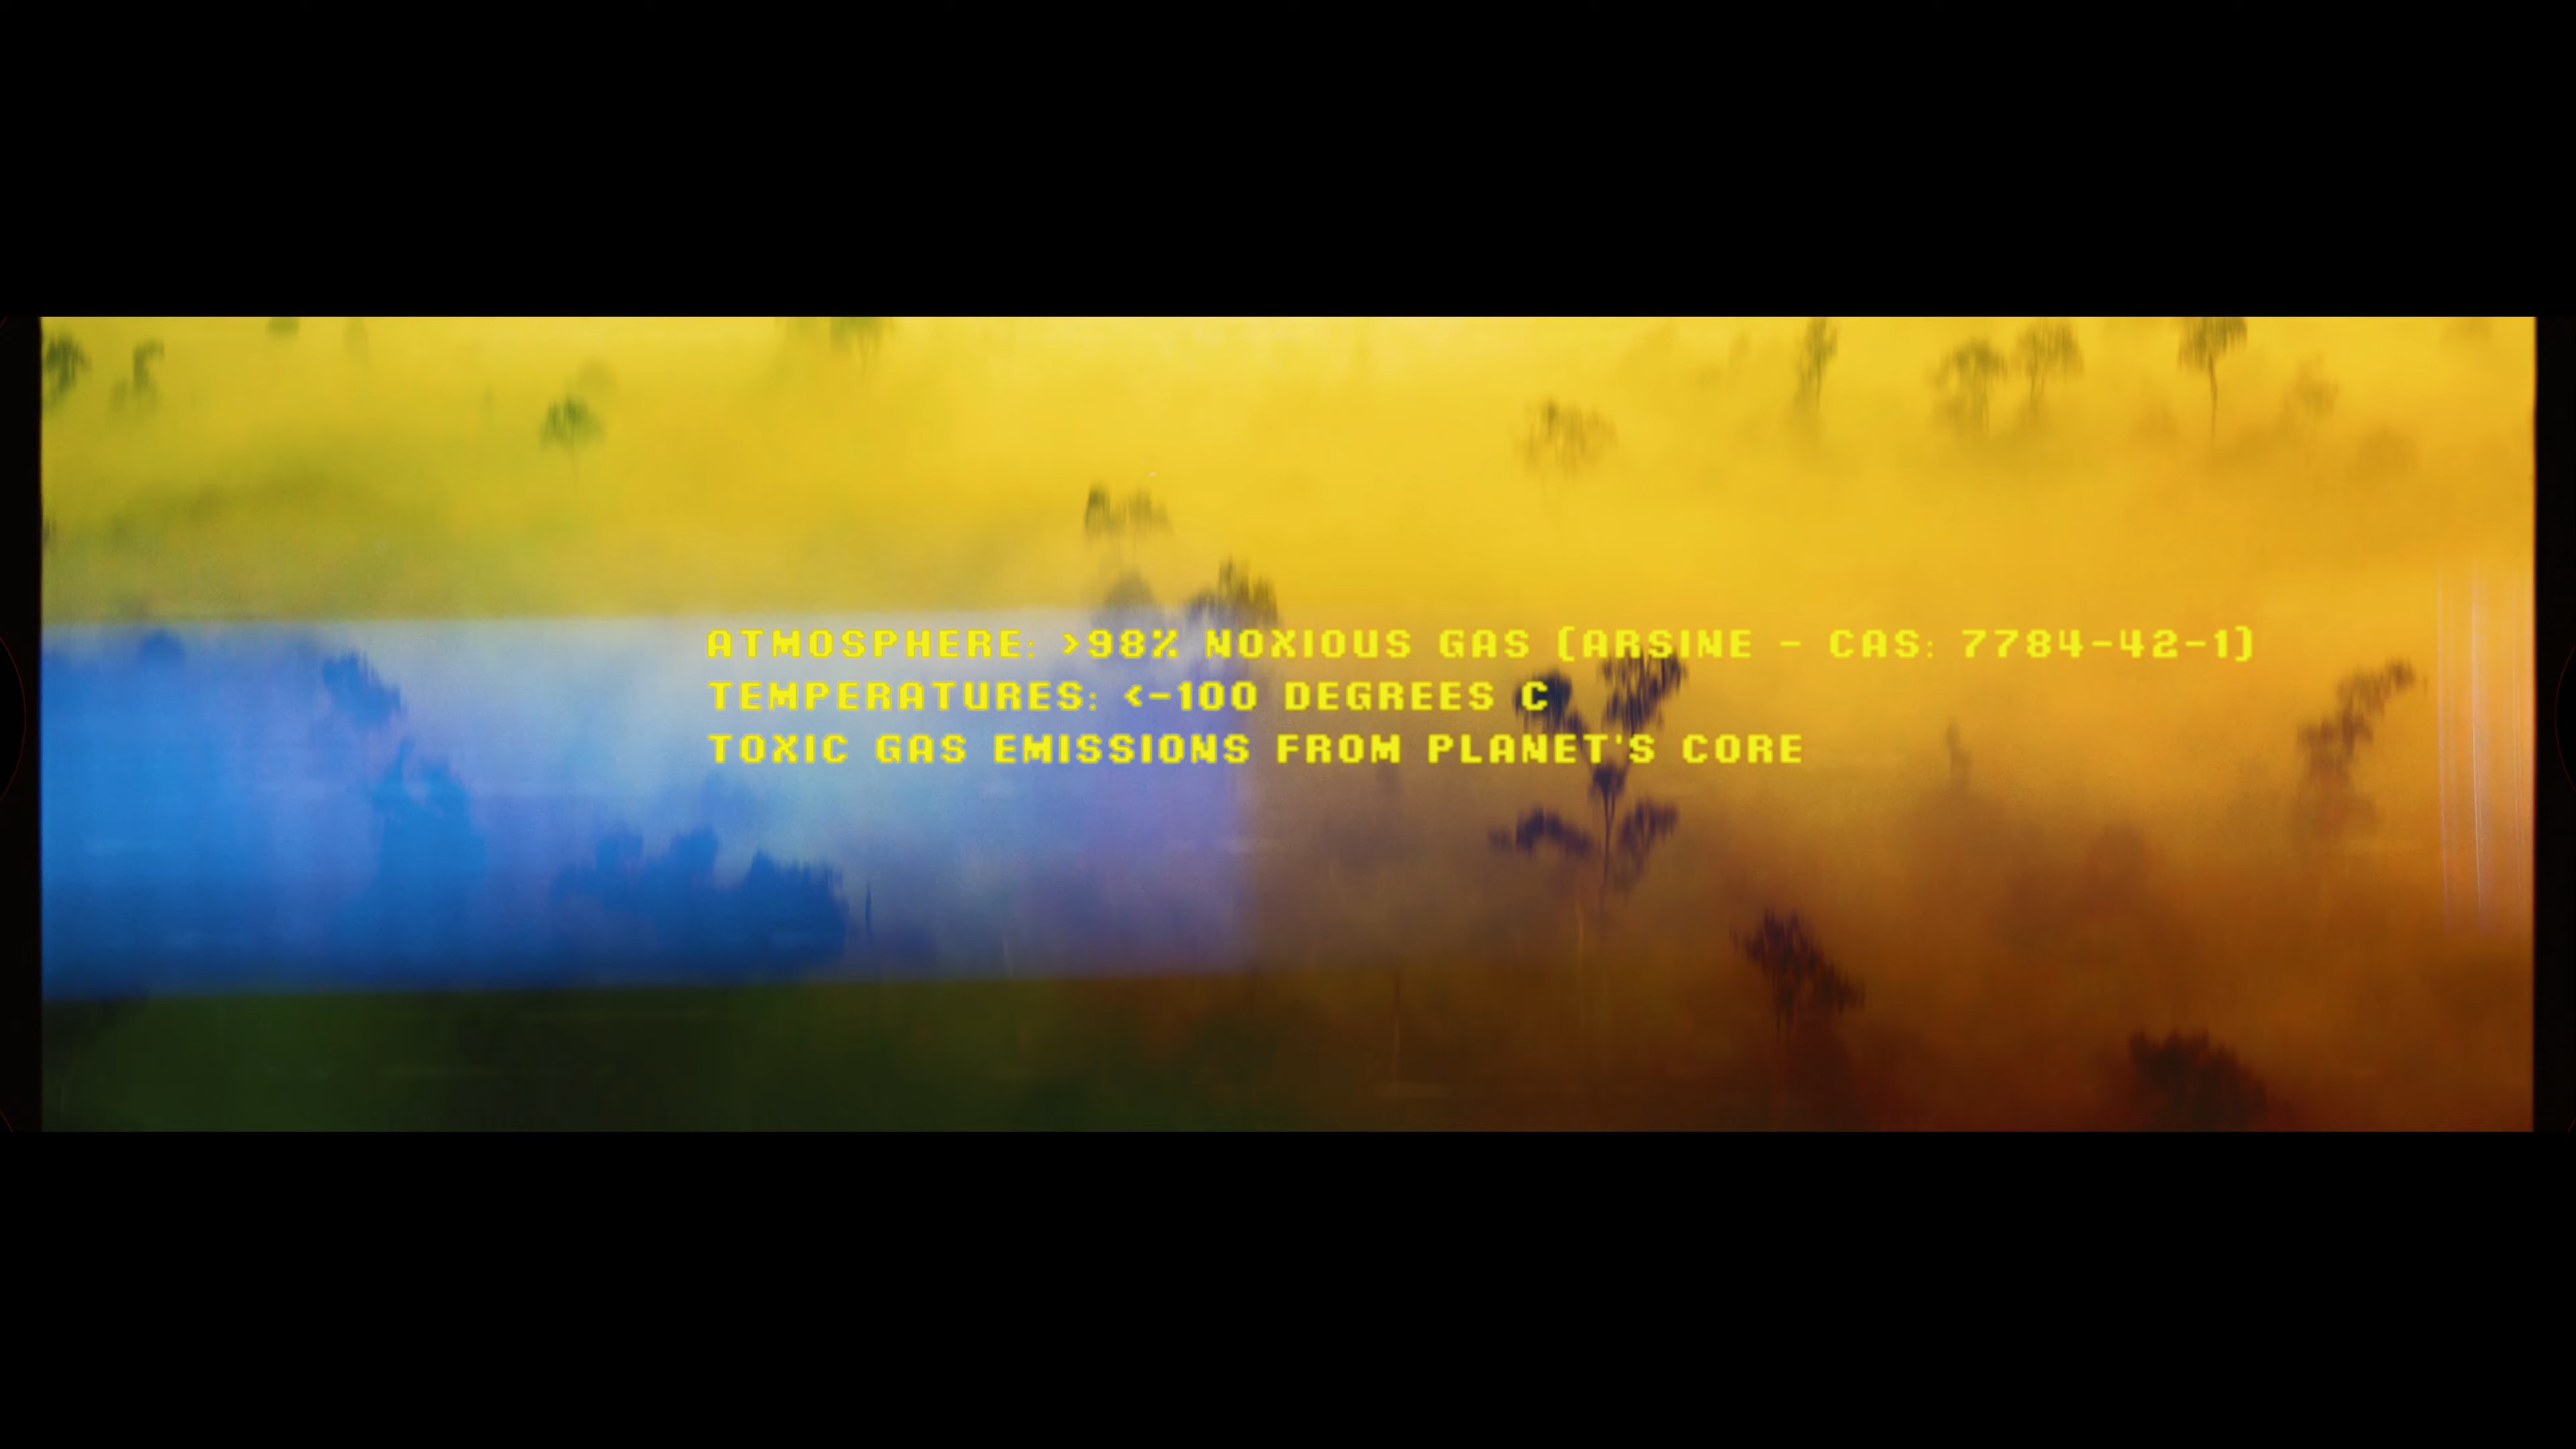 ATMOSPHERE: >98% NOXIOUS GAS (ARSINE - CAS: 7784-42-1)
TEMPERATURES: <-100 DEGREES C
TOXIC GAS EMISSIONS FROM PLANET'S CORE